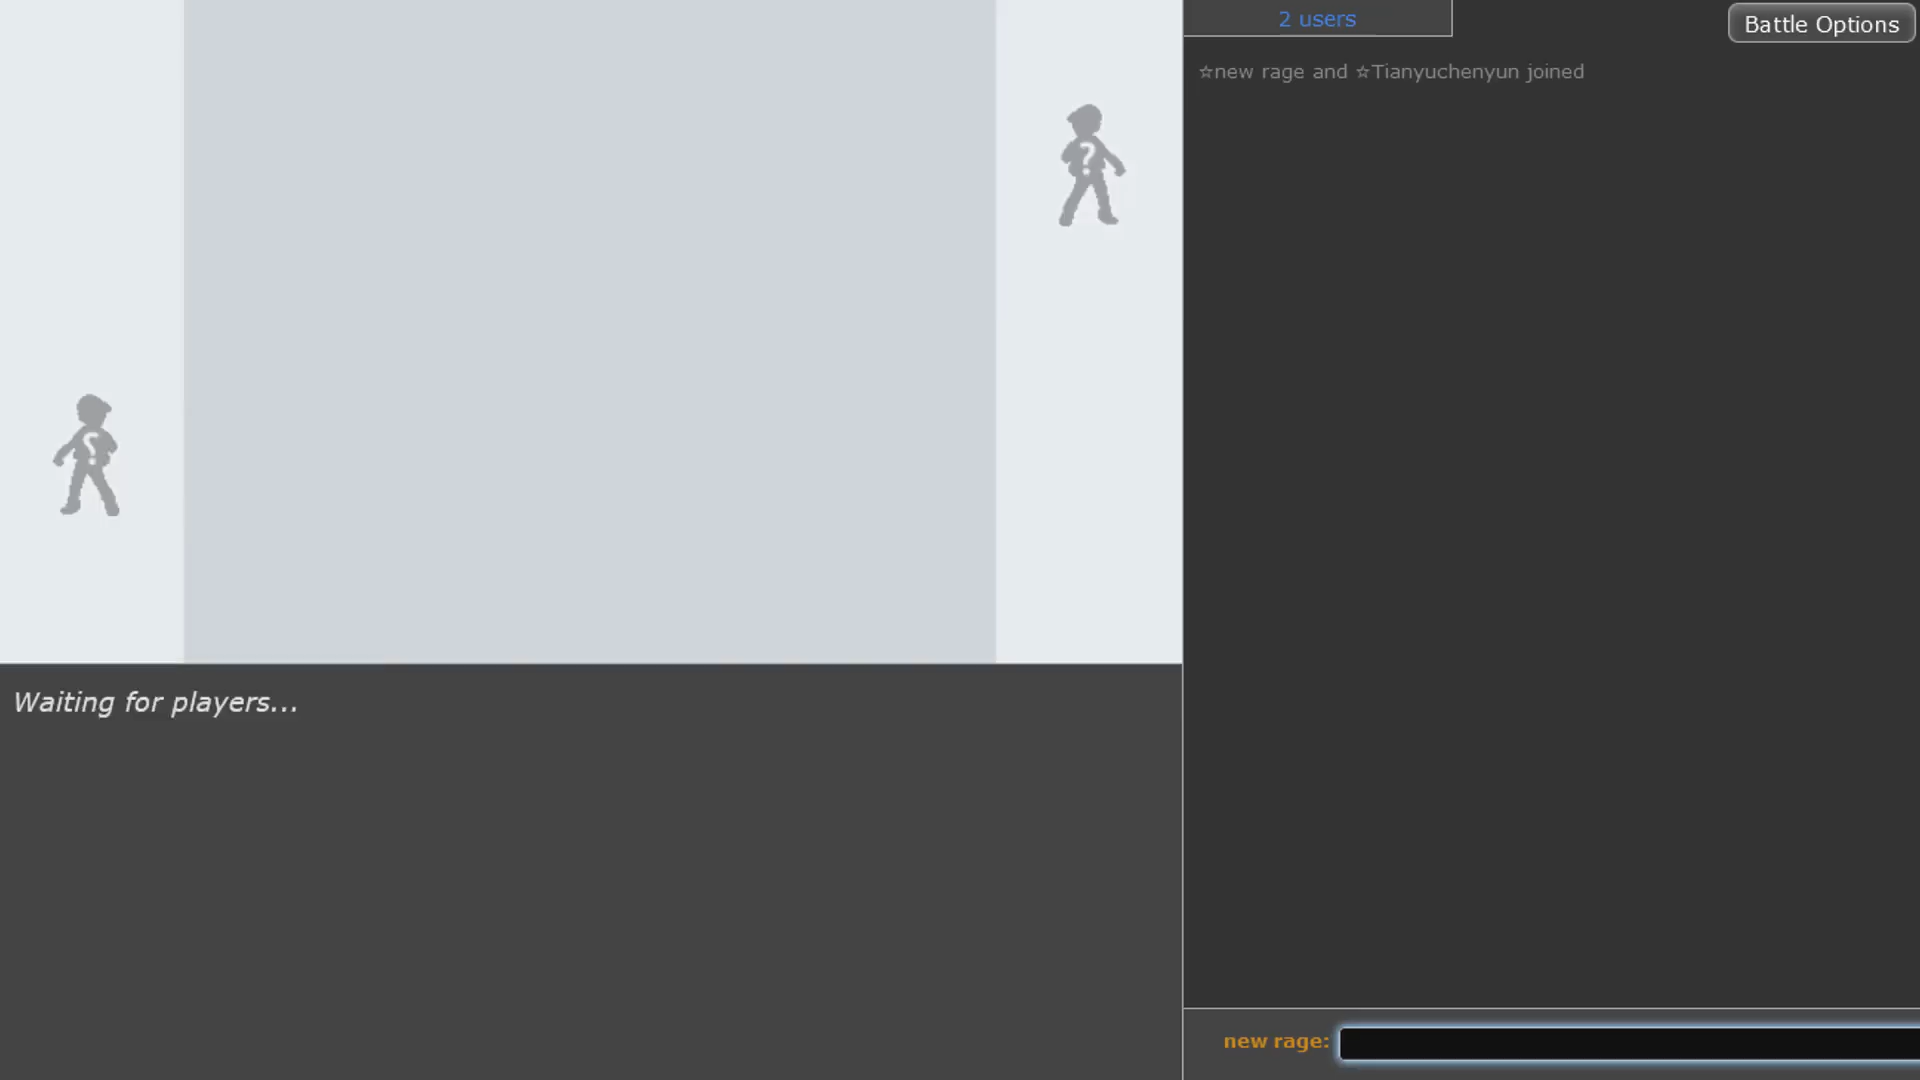 2 users
Battle Options
☆new rage and ☆Tianyuchenyun joined
?
?
Waiting for players...
new rage: